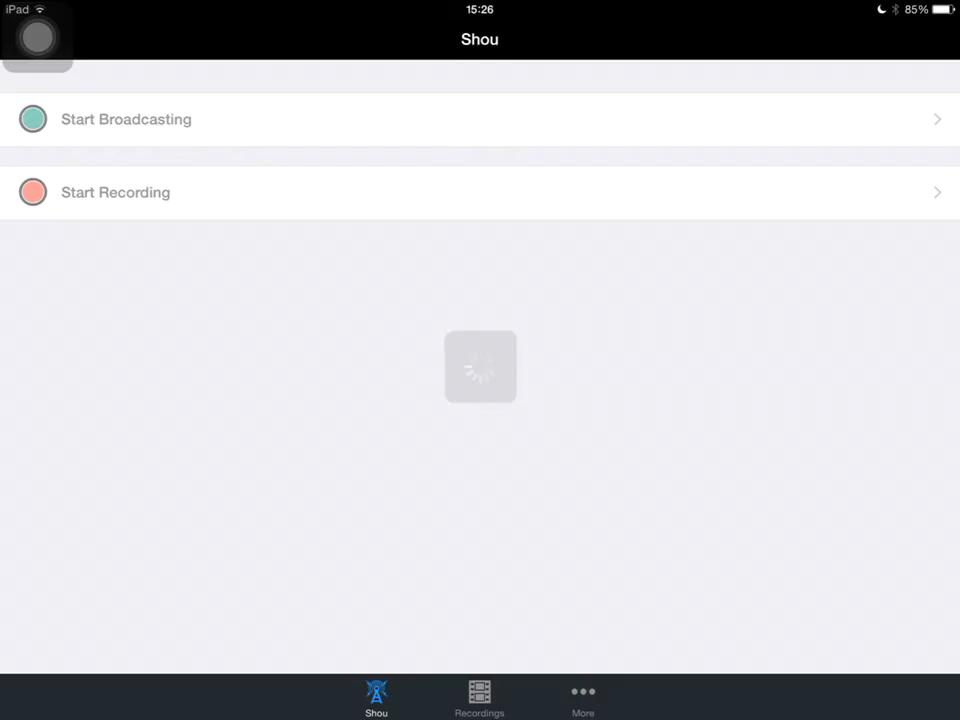 iPad 15:26 85%
Shou
Start Broadcasting
Start Recording
Shou Recordings More